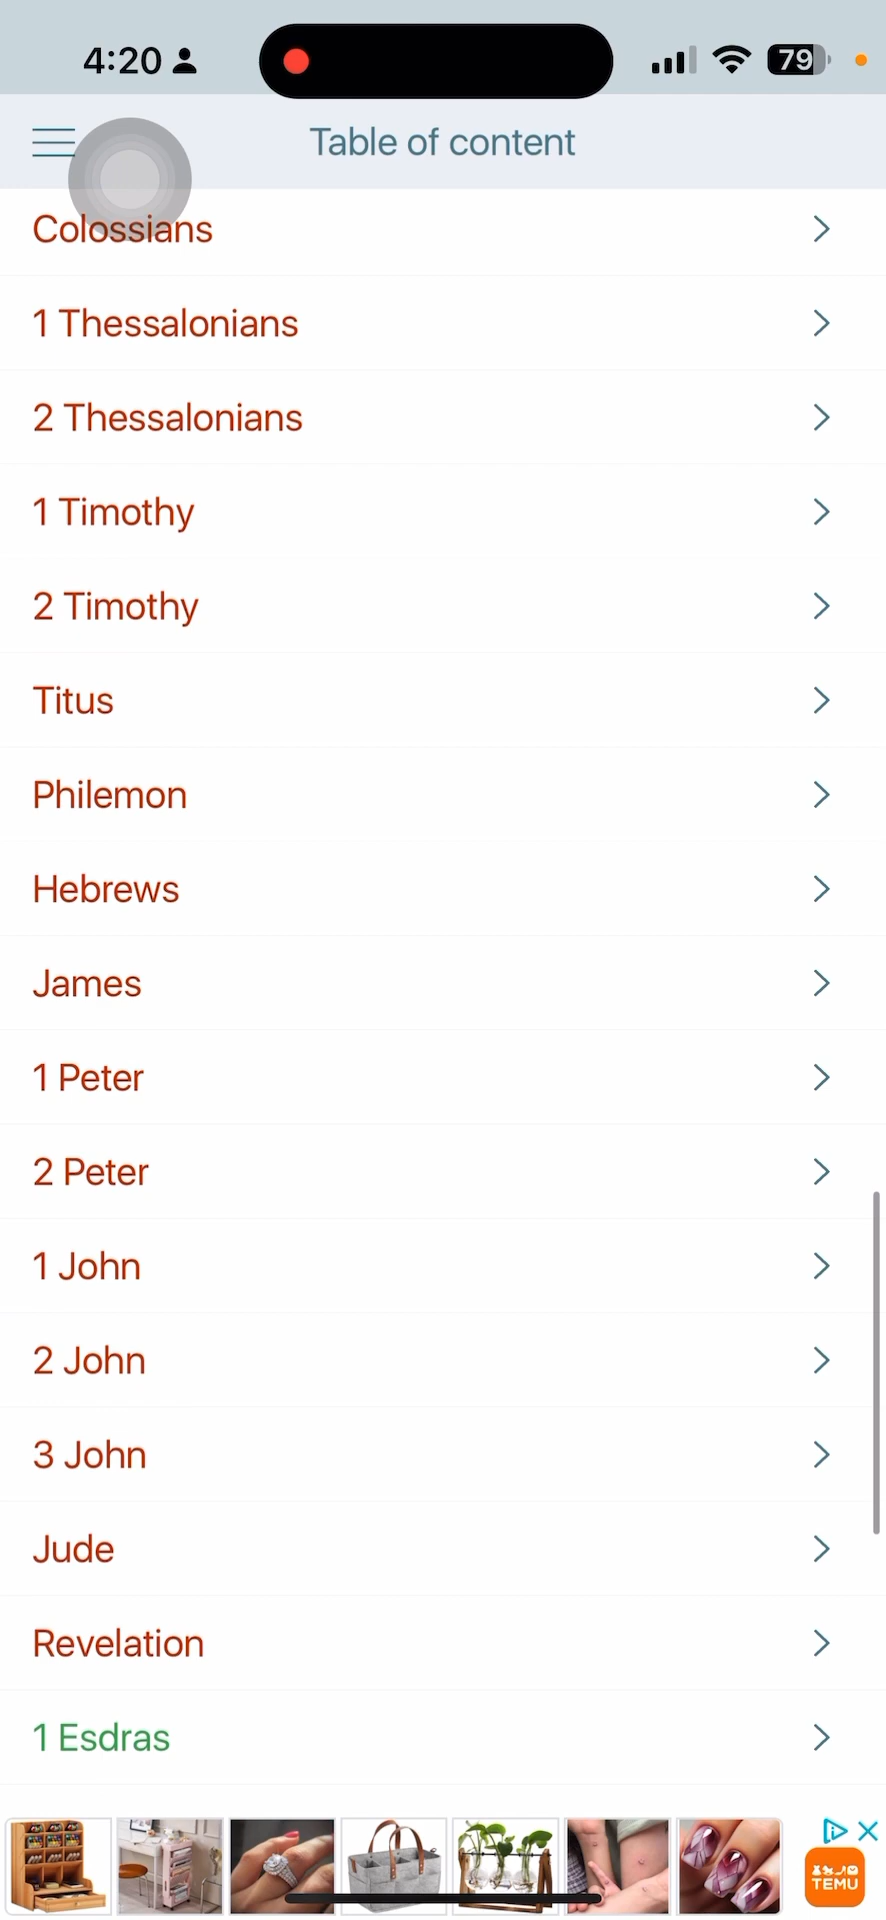 4:20
79
Table of content
Colossians
1 Thessalonians
2 Thessalonians
1 Timothy
2 Timothy
Titus
Philemon
Hebrews
James
1 Peter
2 Peter
1 John
2 John
3 John
Jude
Revelation
1 Esdras
TEMU